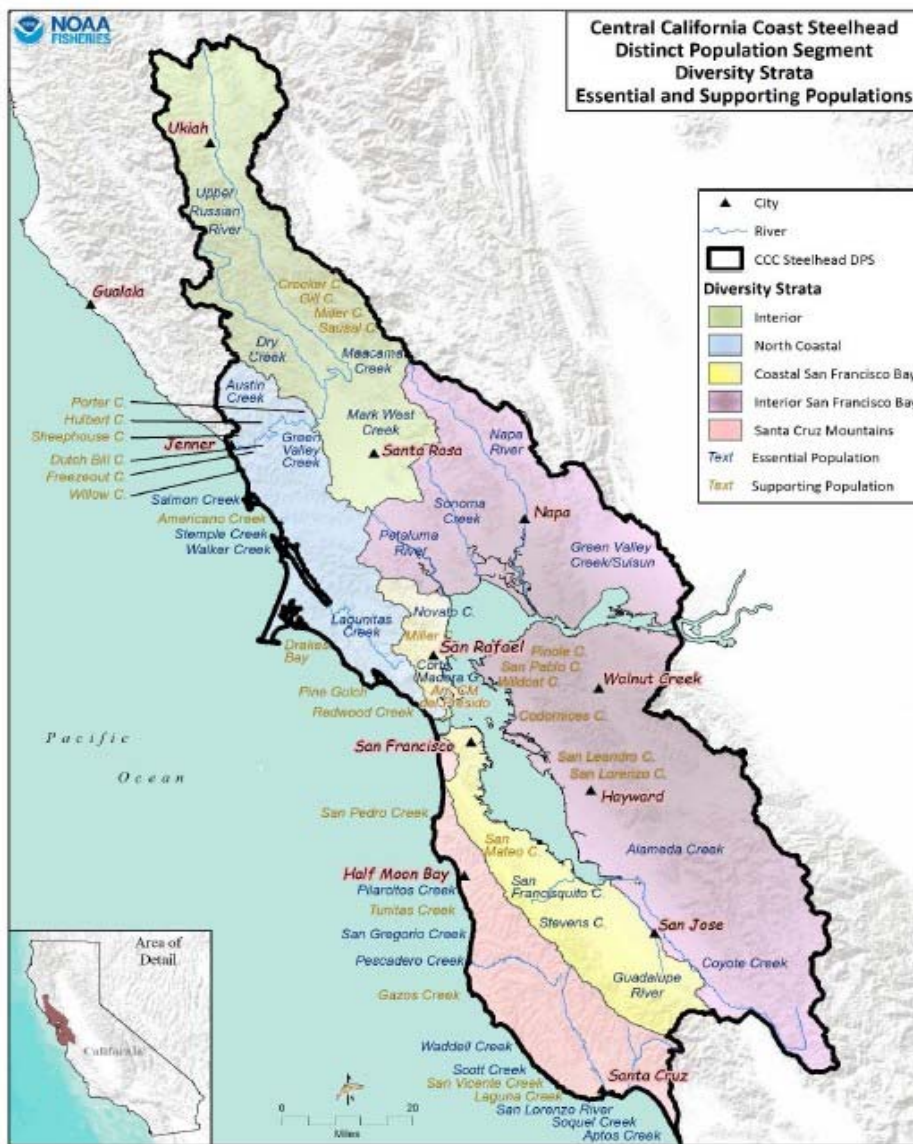 NOAA
FISHERIES
Central California Coast Steelhead
Distinct Population Segment
Diversity Strata
Essential and Supporting Populations
City
River
CCC Steelhead DPS
Diversity Strata
Interior
North Coastal
Coastal San Francisco Bay
Interior San Francisco Bay
Santa Cruz Mountains
Text Essential Population
Text Supporting Population
Ukiah
Upper
Russian
River
Gualala
Crocker C.
Gill C.
Miller C.
Sausal C.
Dry
Creek
Maacama
Creek
Austin
Creek
Porter C.
Hulbert C.
Sheephouse C.
Jenner
Dutch Bill C.
Freezeout C.
Willow C.
Green
Valley
Creek
Mark West
Creek
Santa Rosa
Napa
River
Salmon Creek
Americano Creek
Stemple Creek
Walker Creek
Sonoma
Creek
Napa
Petaluma
River
Green Valley
Creek/Suisun
Lagunitas
Creek
Novato C.
Miller C.
San Rafael
Drakes
Bay
Corte
Madera C.
Arr. CM
del Presidio
Pine Gulch
Redwood Creek
Pinole C.
San Pablo C.
Wildcat C.
Walnut Creek
Codornices C.
Pacific
Ocean
San Francisco
San Leandro C.
San Lorenzo C.
Hayward
San Pedro Creek
San
Mateo C.
Alameda Creek
Half Moon Bay
Pilarcitos Creek
Tunitas Creek
San Gregorio Creek
Pescadero Creek
Gazos Creek
San
Francisquito C.
Stevens C.
San Jose
Guadalupe
River
Coyote Creek
Waddell Creek
Scott Creek
San Vicente Creek
Laguna Creek
San Lorenzo River
Soquel Creek
Aptos Creek
Santa Cruz
Area of
Detail
California
0 20
Miles